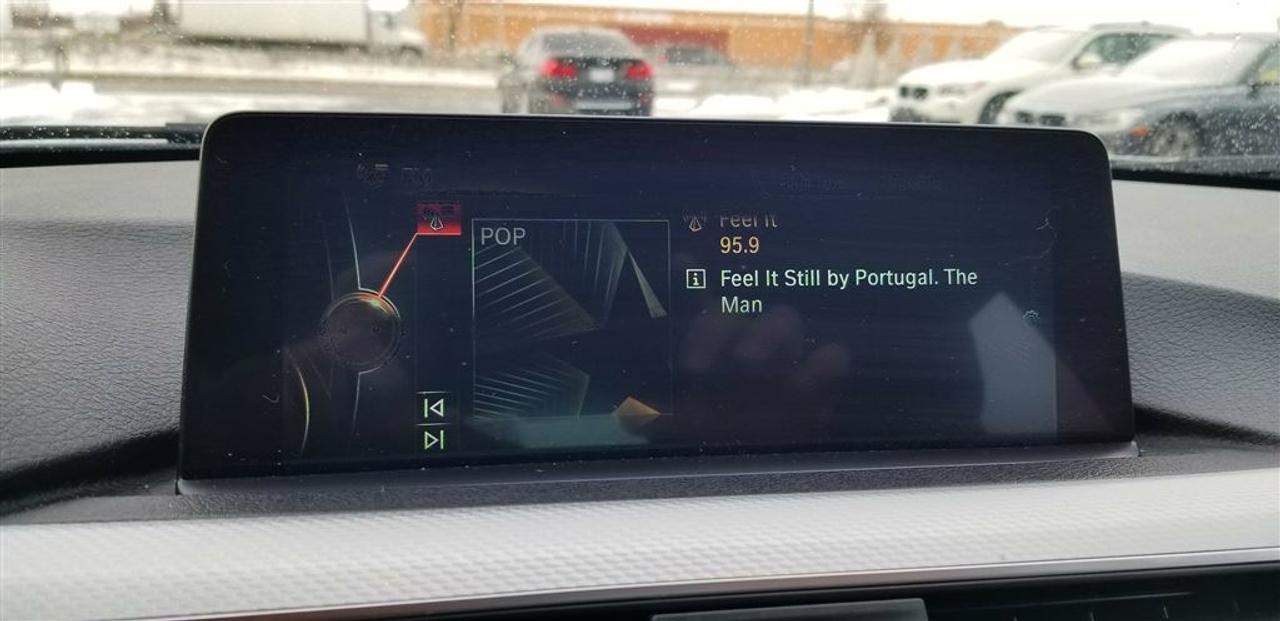 POP
Feel It
95.9
Feel It Still by Portugal. The
Man